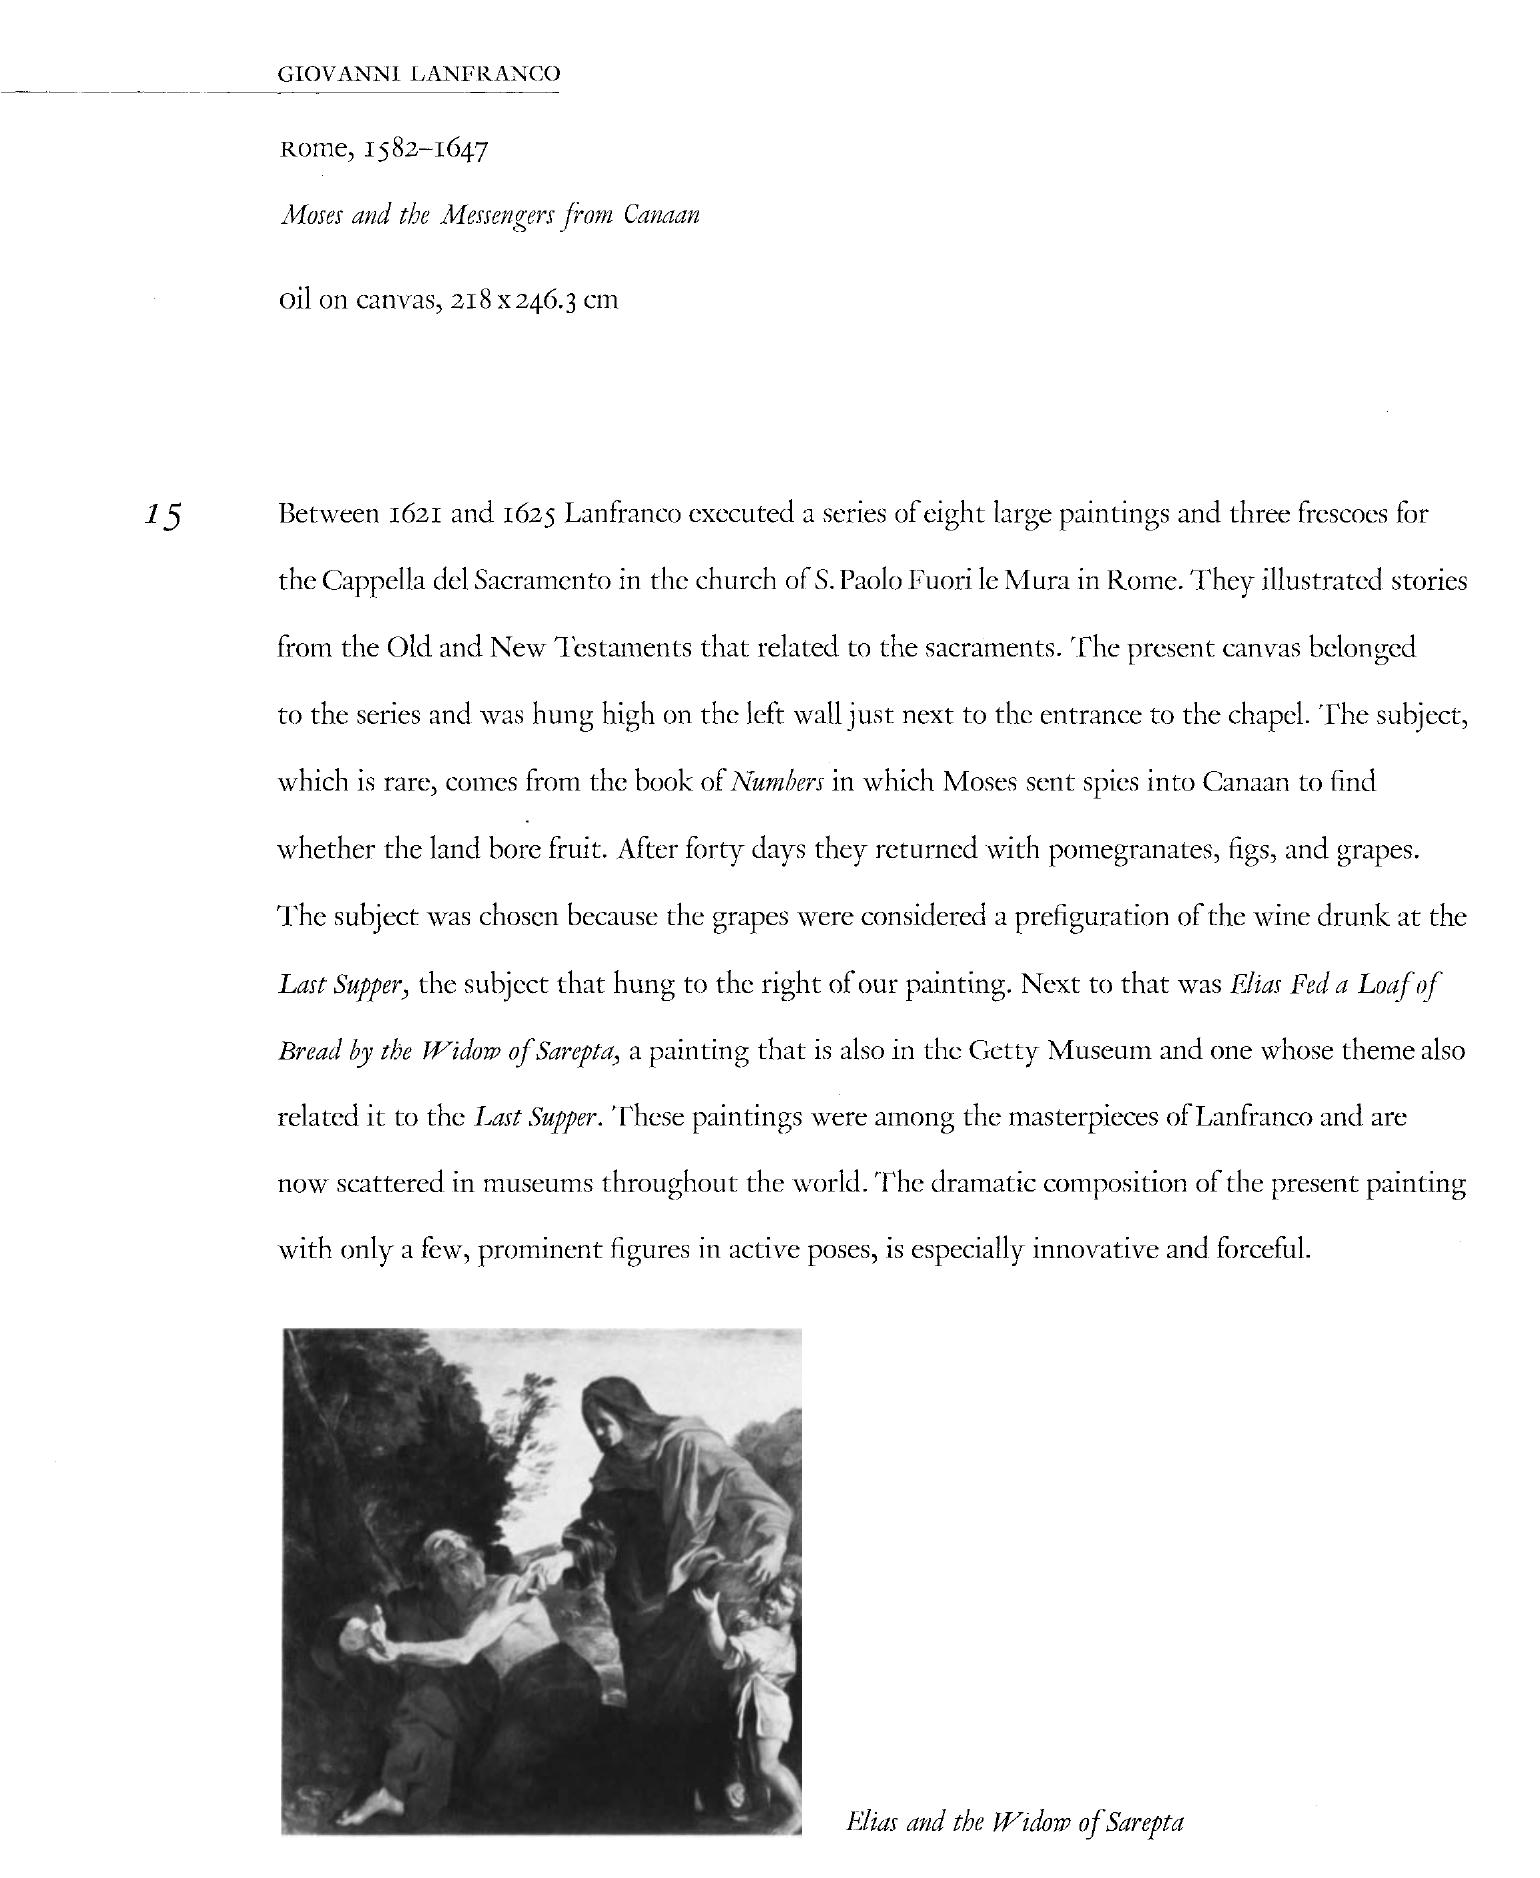 GIOVANNI LANFRANCO
Rome, 1582–1647
Moses and the Messengers from Canaan
Oil on canvas, 218 x 246.3 cm
15
Between 1621 and 1625 Lanfranco executed a series of eight large paintings and three frescoes for
the Cappella del Sacramento in the church of S. Paolo Fuori le Mura in Rome. They illustrated stories
from the Old and New Testaments that related to the sacraments. The present canvas belonged
to the series and was hung high on the left wall just next to the entrance to the chapel. The subject,
which is rare, comes from the book of Numbers in which Moses sent spies into Canaan to find
whether the land bore fruit. After forty days they returned with pomegranates, figs, and grapes.
The subject was chosen because the grapes were considered a prefiguration of the wine drunk at the
Last Supper, the subject that hung to the right of our painting. Next to that was Elias Fed a Loaf of
Bread by the Widow of Sarepta, a painting that is also in the Getty Museum and one whose theme also
related it to the Last Supper. These paintings were among the masterpieces of Lanfranco and are
now scattered in museums throughout the world. The dramatic composition of the present painting
with only a few, prominent figures in active poses, is especially innovative and forceful.
Elias and the Widow of Sarepta